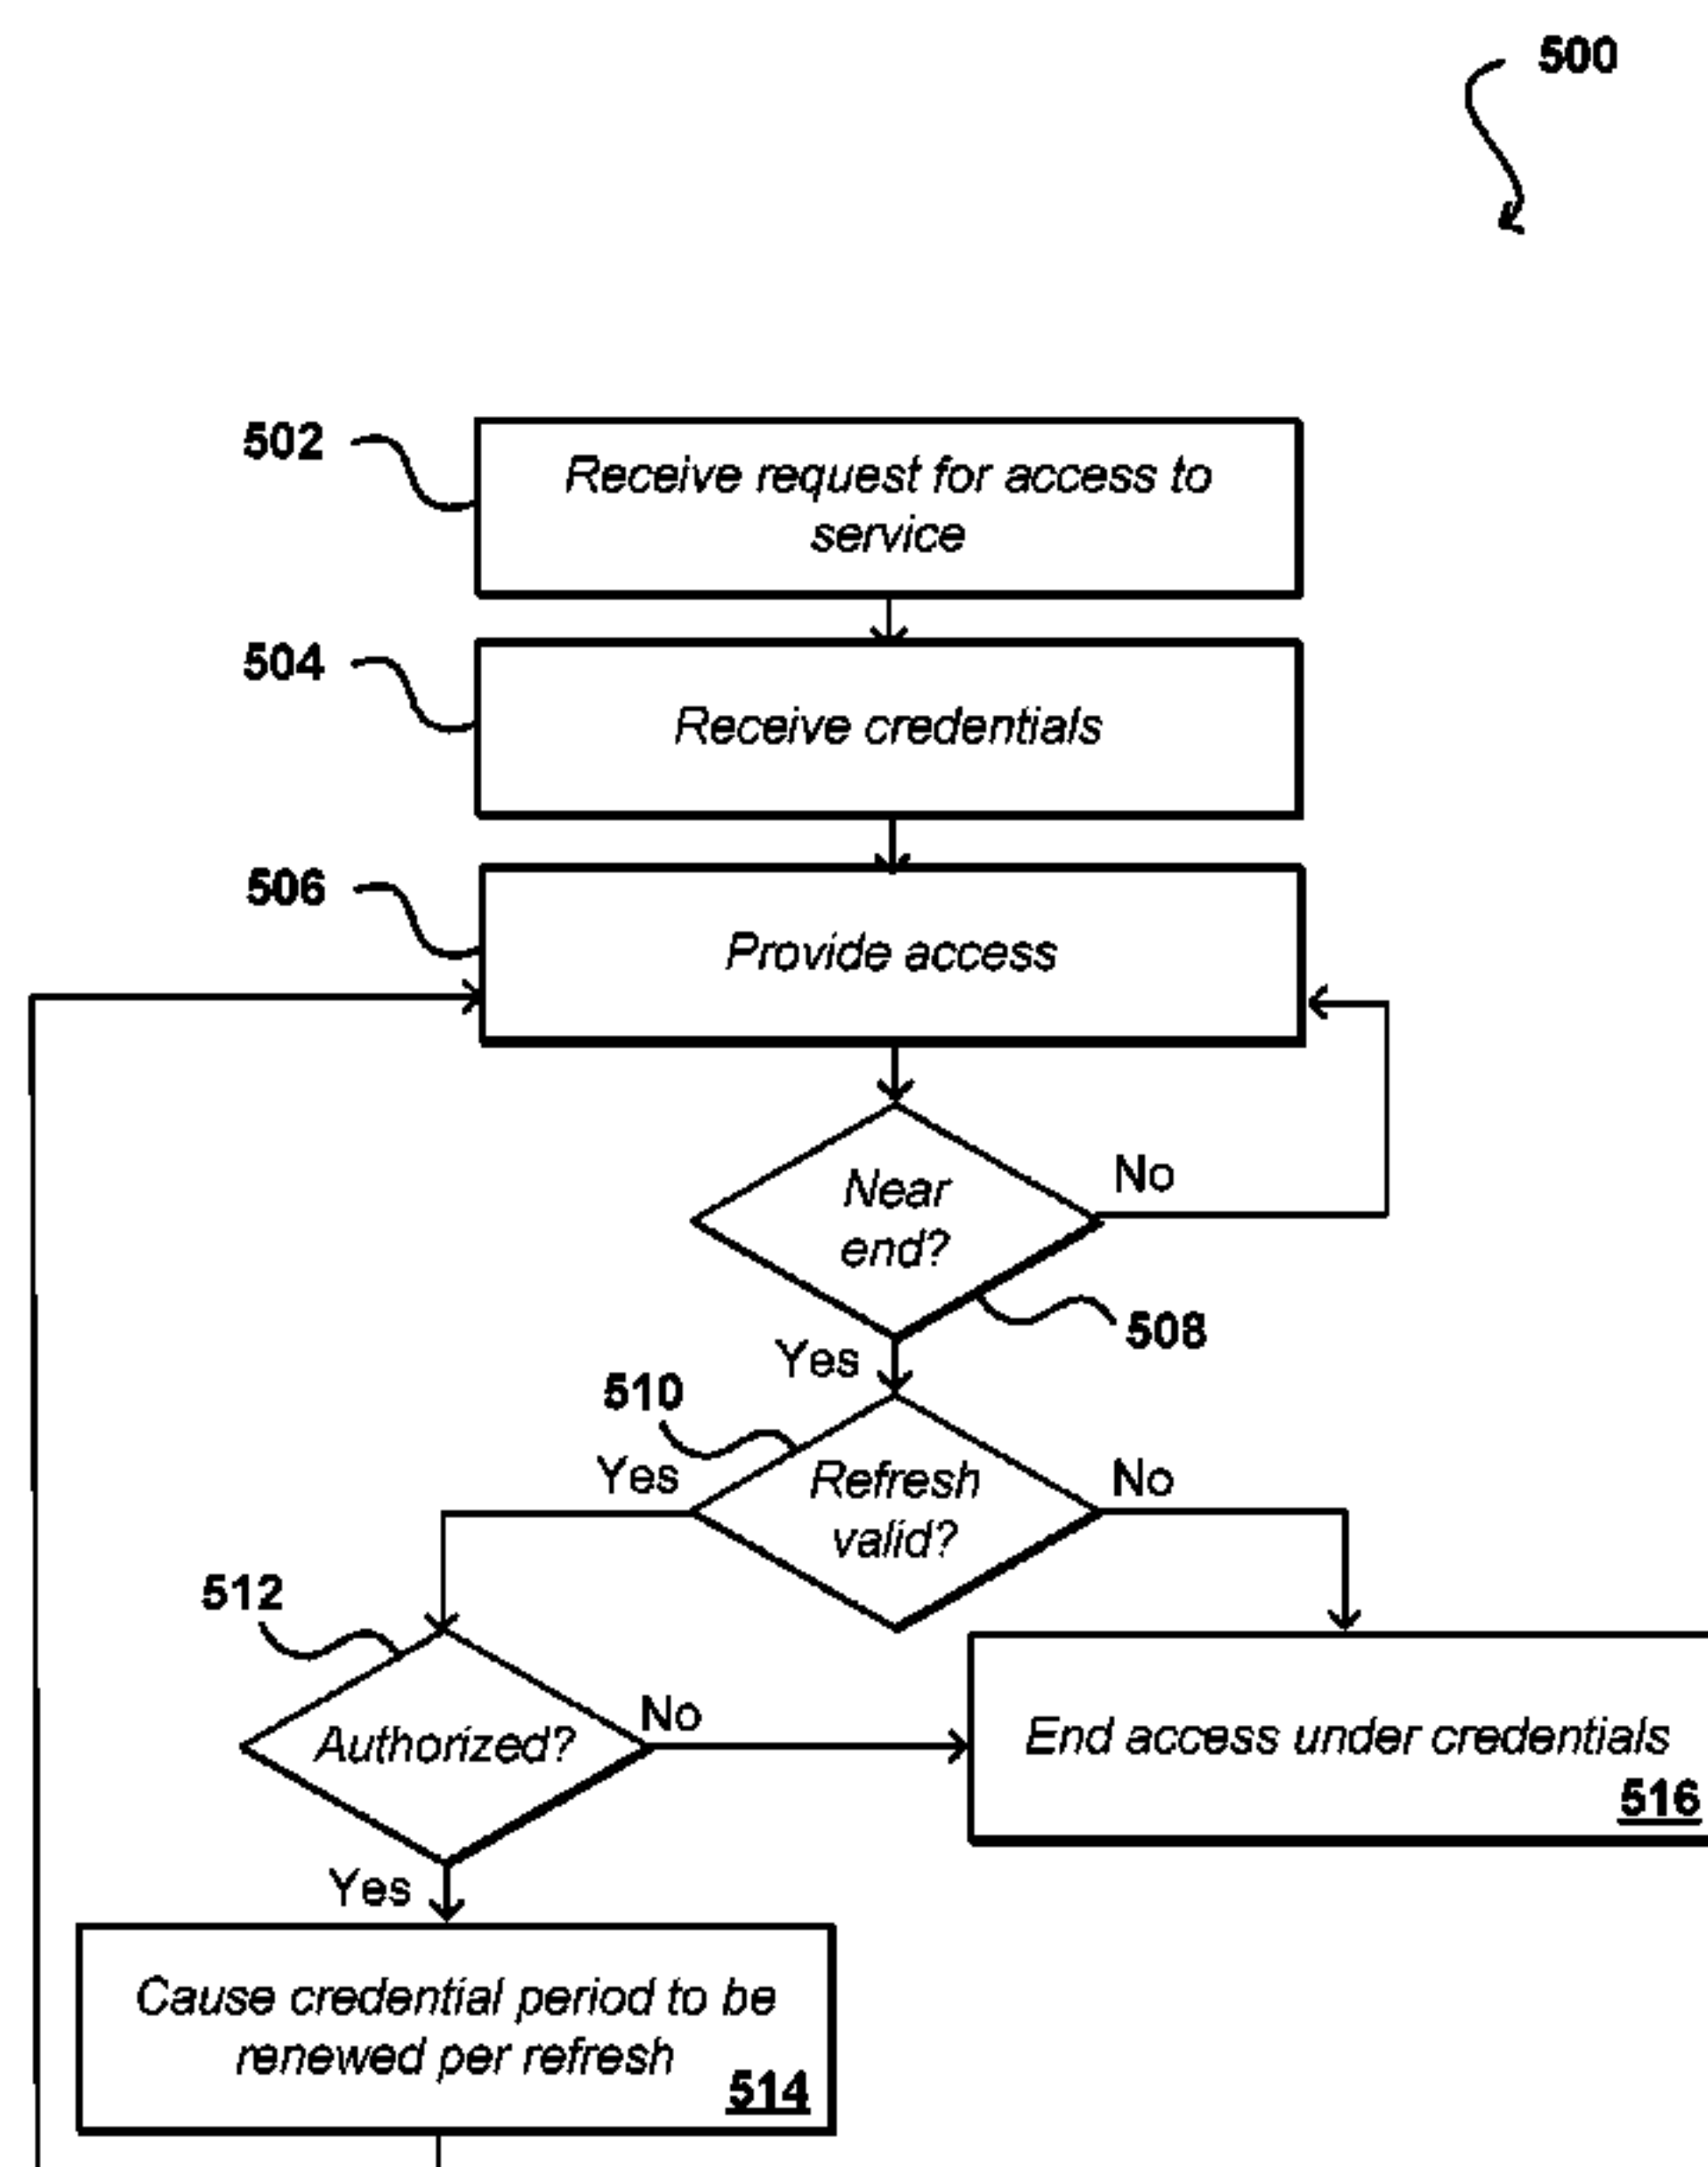 500
502
Receive request for access to
service
504
Receive credentials
506
Provide access
Near
end?
No
508
Yes
510
Yes
Refresh
valid?
No
512
Authorized?
No
End access under credentials
516
Yes
Cause credential period to be
renewed per refresh
514